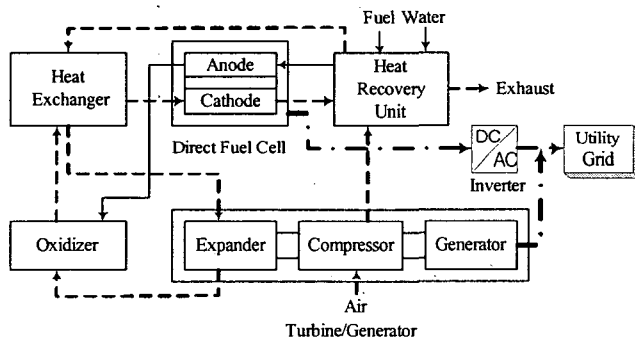 Fuel Water
Heat
Exchanger
Anode
Cathode
Direct Fuel Cell
Heat
Recovery
Unit
Exhaust
DC
AC
Inverter
Utility
Grid
Oxidizer
Expander
Compressor
Generator
Air
Turbine/Generator